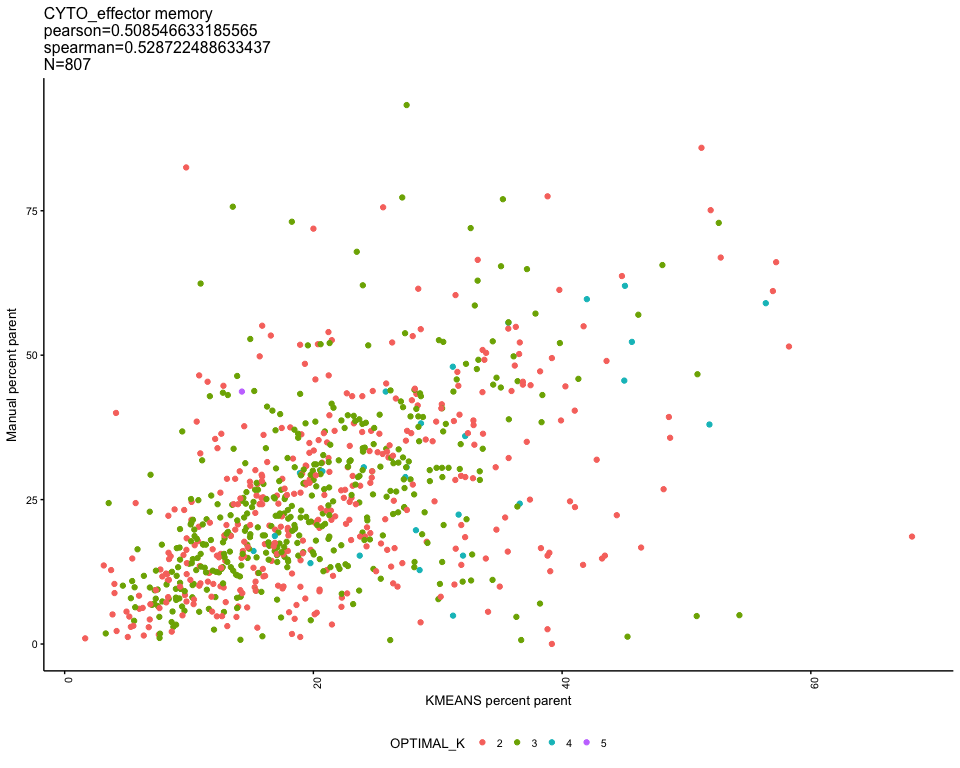 CYTO_effector memory
pearson=0.508546633185565
spearman=0.528722488633437
N=807
Manual percent parent
75
50
25
0
0
20
40
60
KMEANS percent parent
OPTIMAL_K 2 3 4 5